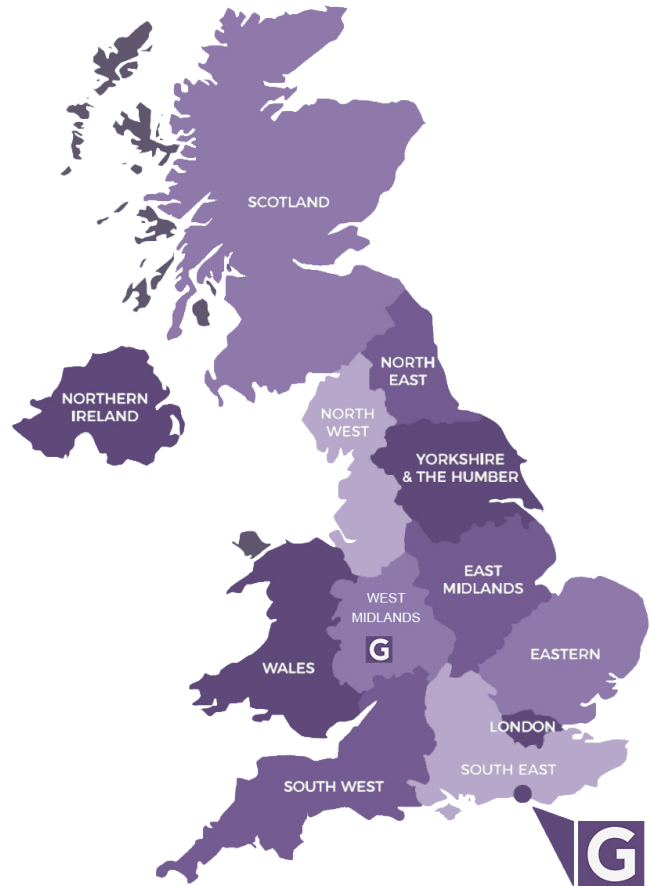 SCOTLAND
NORTH
EAST
NORTHERN
IRELAND
NORTH
WEST
YORKSHIRE
& THE HUMBER
EAST
MIDLANDS
WEST
MIDLANDS
G
EASTERN
WALES
LONDON
SOUTH EAST
SOUTH WEST
G